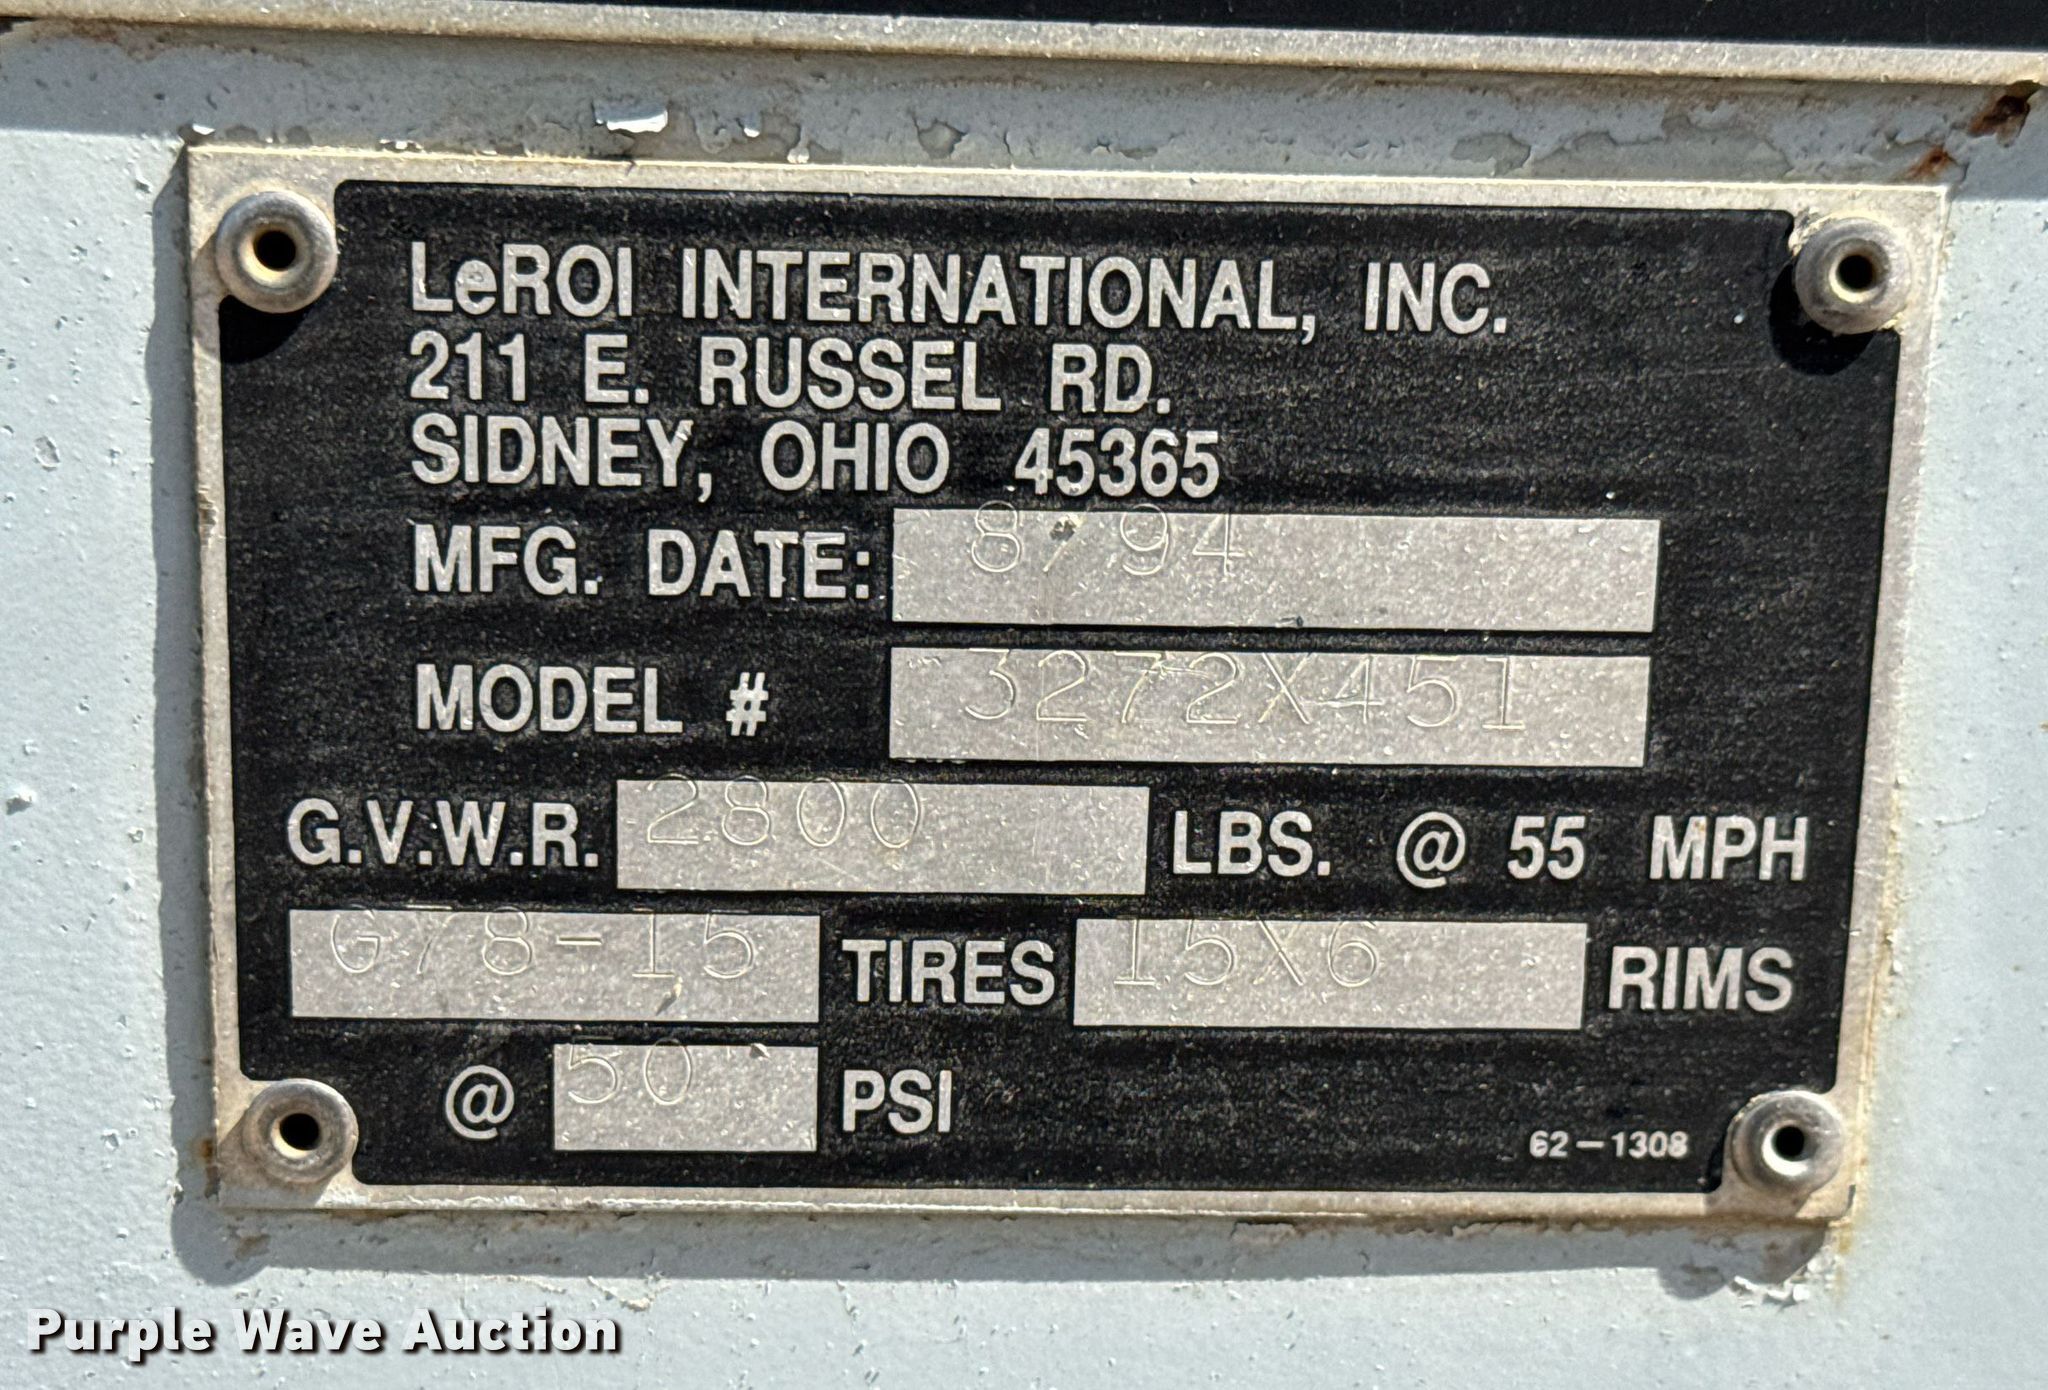 LeROI INTERNATIONAL, INC.
211 E. RUSSEL RD.
SIDNEY, OHIO 45365
MFG. DATE: 8/94
MODEL # 3272X451
G.V.W.R. 2800 LBS. @ 55 MPH
G78-15 TIRES 15X6 RIMS
@ 50 PSI
62-1308
Purple Wave Auction